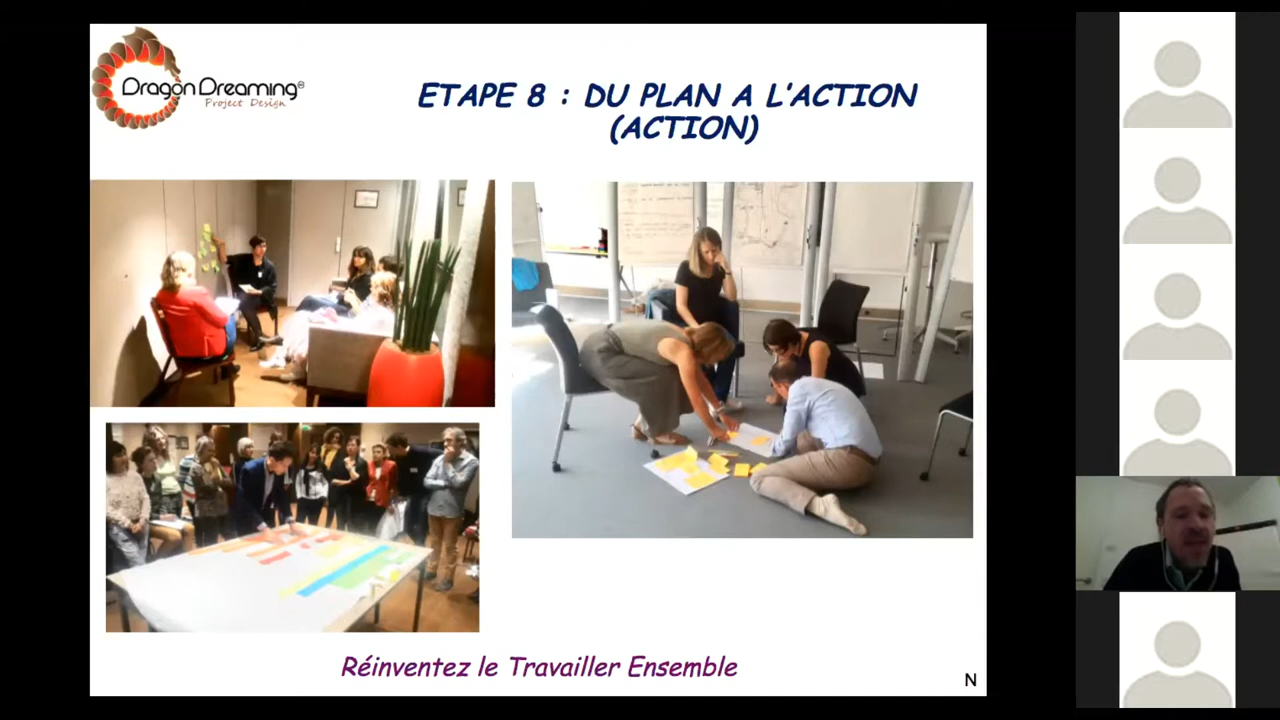 Dragon Dreaming®
Project Design
ETAPE 8 : DU PLAN A L'ACTION
(ACTION)
Réinventez le Travailler Ensemble
N